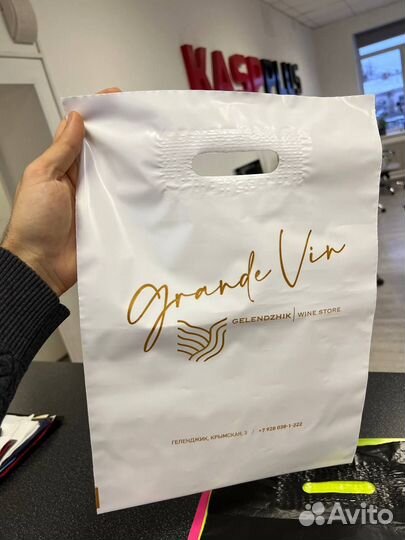 KASPPLUS
Grande Vin
GELENDZHIK | WINE STORE
ГЕЛЕНДЖИК, КРЫМСКАЯ, 3 / +7 928 038-1-222
Avito